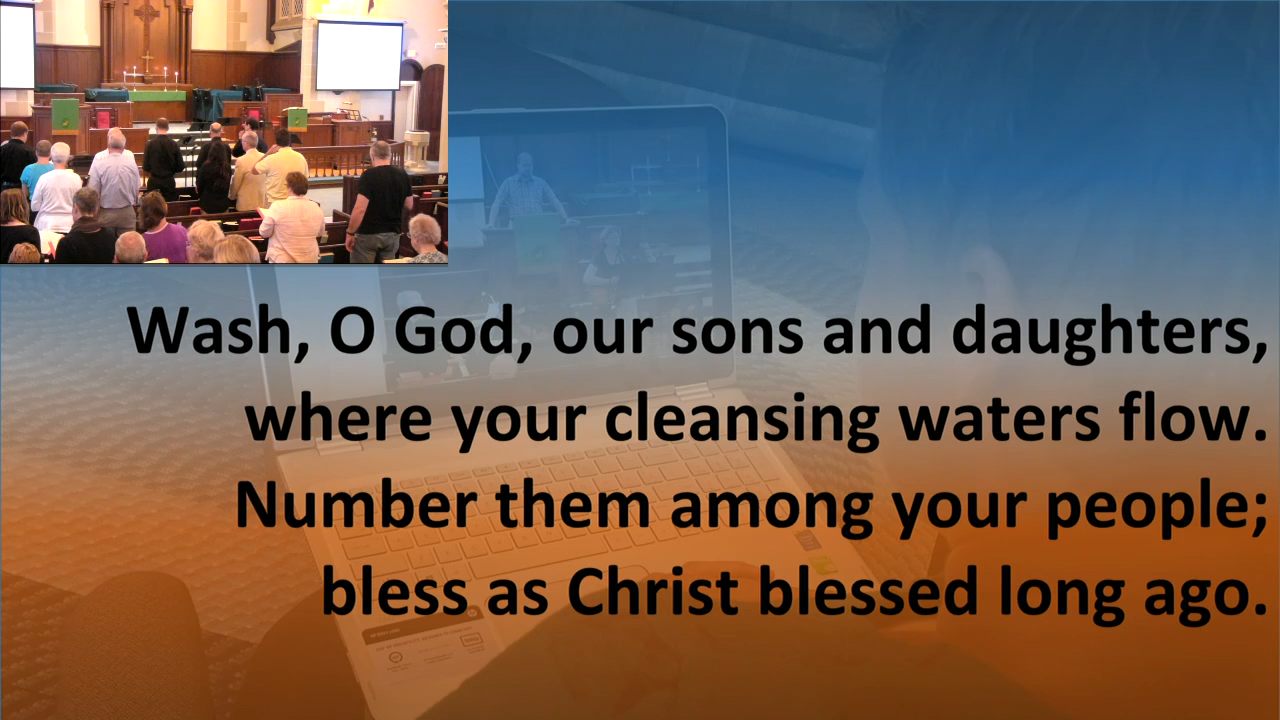 Wash, O God, our sons and daughters,
where your cleansing waters flow.
Number them among your people;
bless as Christ blessed long ago.